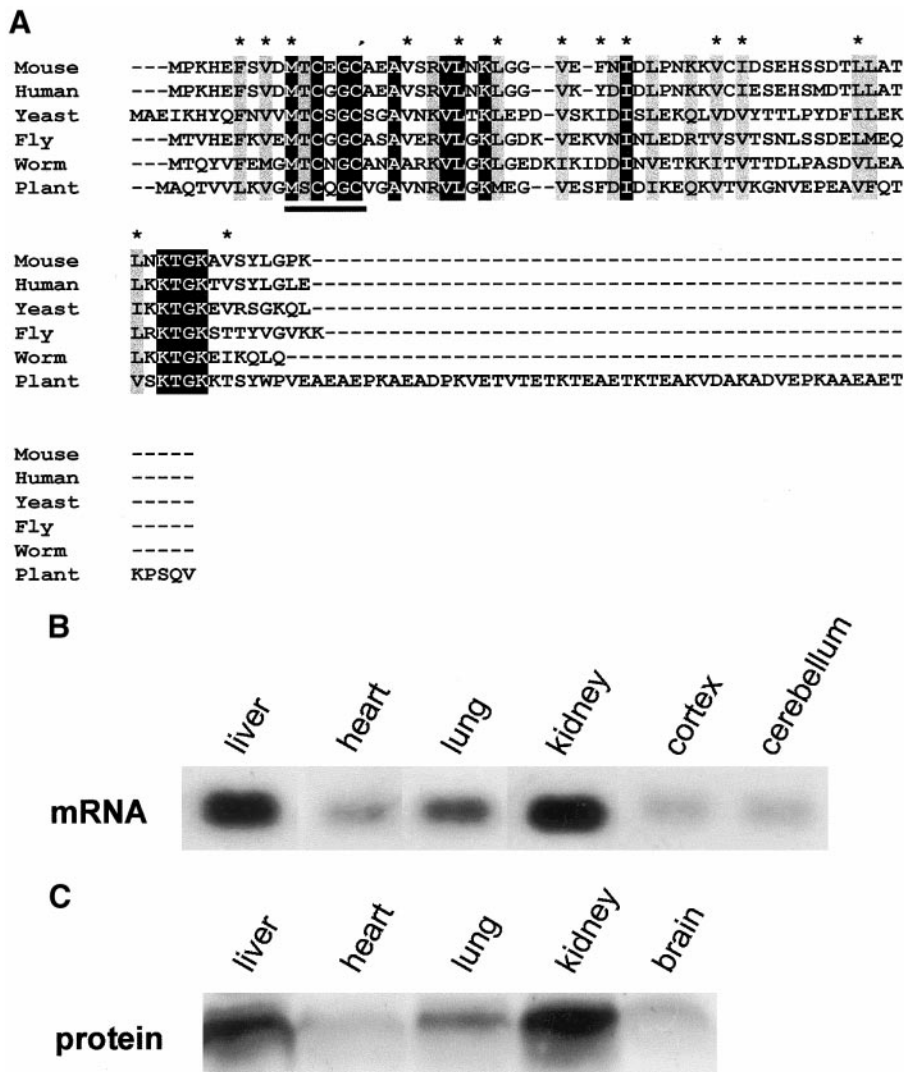 A
* * * , * * * * * * * * *
Mouse ---MPKHEFSVDMTCEGCAEAVSRVLNKLGG--VE-FNIDLPNKKVCIDSEHSSDTLLAT
Human ---MPKHEFSVDMTCGGCAEAVSRVLNKLGG--VK-YDIDLPNKKVCIESEHSMDTLLAT
Yeast MAEIKHYQFNVVMTCSGCSGAVNKVLTKLEPD-VSKIDISLEKQLVDVYTTLPYDFILEK
Fly ---MTVHEFKVEMTCGGCASAVERVLGKLGDK-VEKVNINLEDRTVSVTSNLSSDELMEQ
Worm ---MTQYVFEMGMTCNGCANAARKVLGKLGEDKIKIDDINVETKKITVTTDLPASDVLEA
Plant --MAQTVVLKVGMSCQGCVGAVNRVLGKMEG--VESFDIDIKEQKVTVKGNVEPEAVFQT
* *
Mouse LNKTGKAVSYLGPK----------------------------------------------
Human LKKTGKTVSYLGLE----------------------------------------------
Yeast IKKTGKEVRSGKQL----------------------------------------------
Fly LRKTGKSTTYVGVKK---------------------------------------------
Worm LKKTGKEIKQLQ------------------------------------------------
Plant VSKTGKKTSYWPVEAEAEPKAEADPKVETVTETKTEAETKTEAKVDAKADVEPKAAEAET
Mouse -----
Human -----
Yeast -----
Fly -----
Worm -----
Plant KPSQV
B
liver heart lung kidney cortex cerebellum
mRNA
C
liver heart lung kidney brain
protein